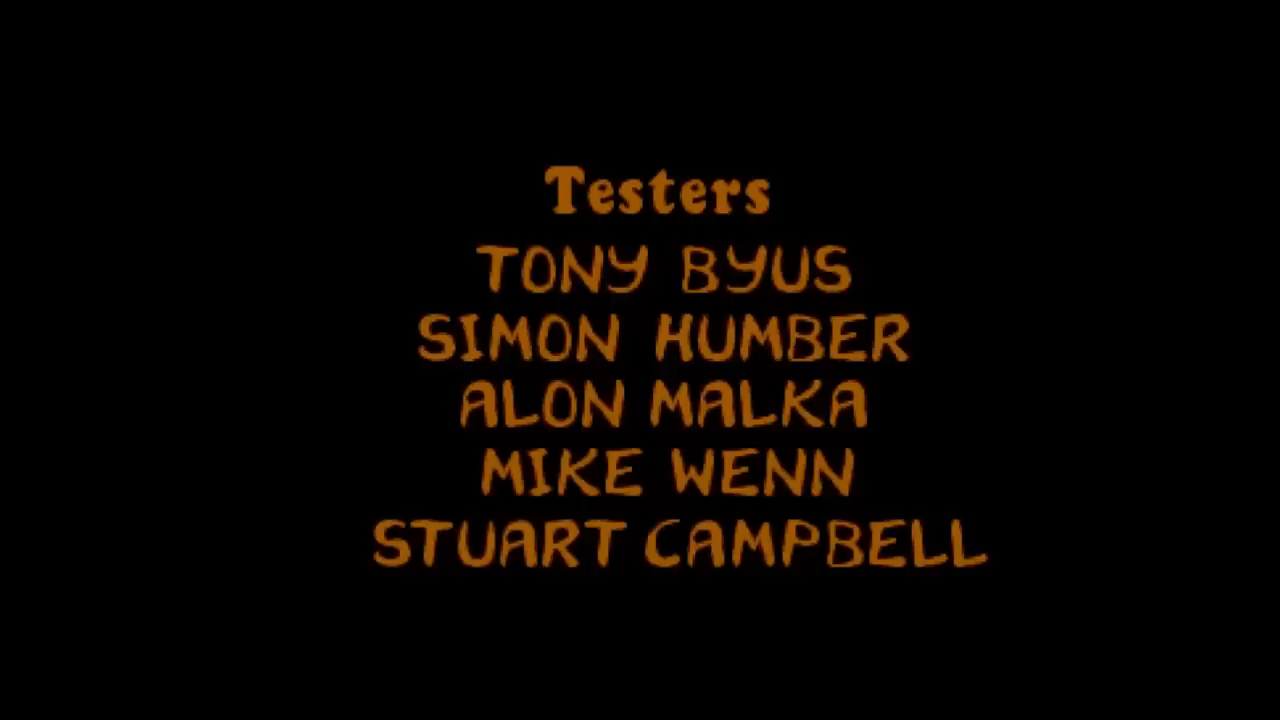 Testers
TONY BYUS
SIMON HUMBER
ALON MALKA
MIKE WENN
STUART CAMPBELL